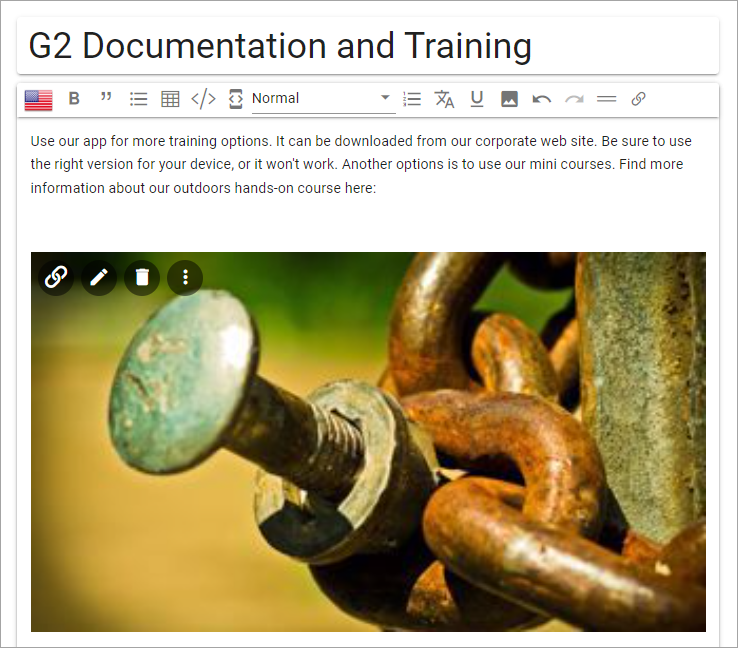 G2 Documentation and Training
B ” </> Normal U
Use our app for more training options. It can be downloaded from our corporate web site. Be sure to use
the right version for your device, or it won't work. Another options is to use our mini courses. Find more
information about our outdoors hands-on course here: